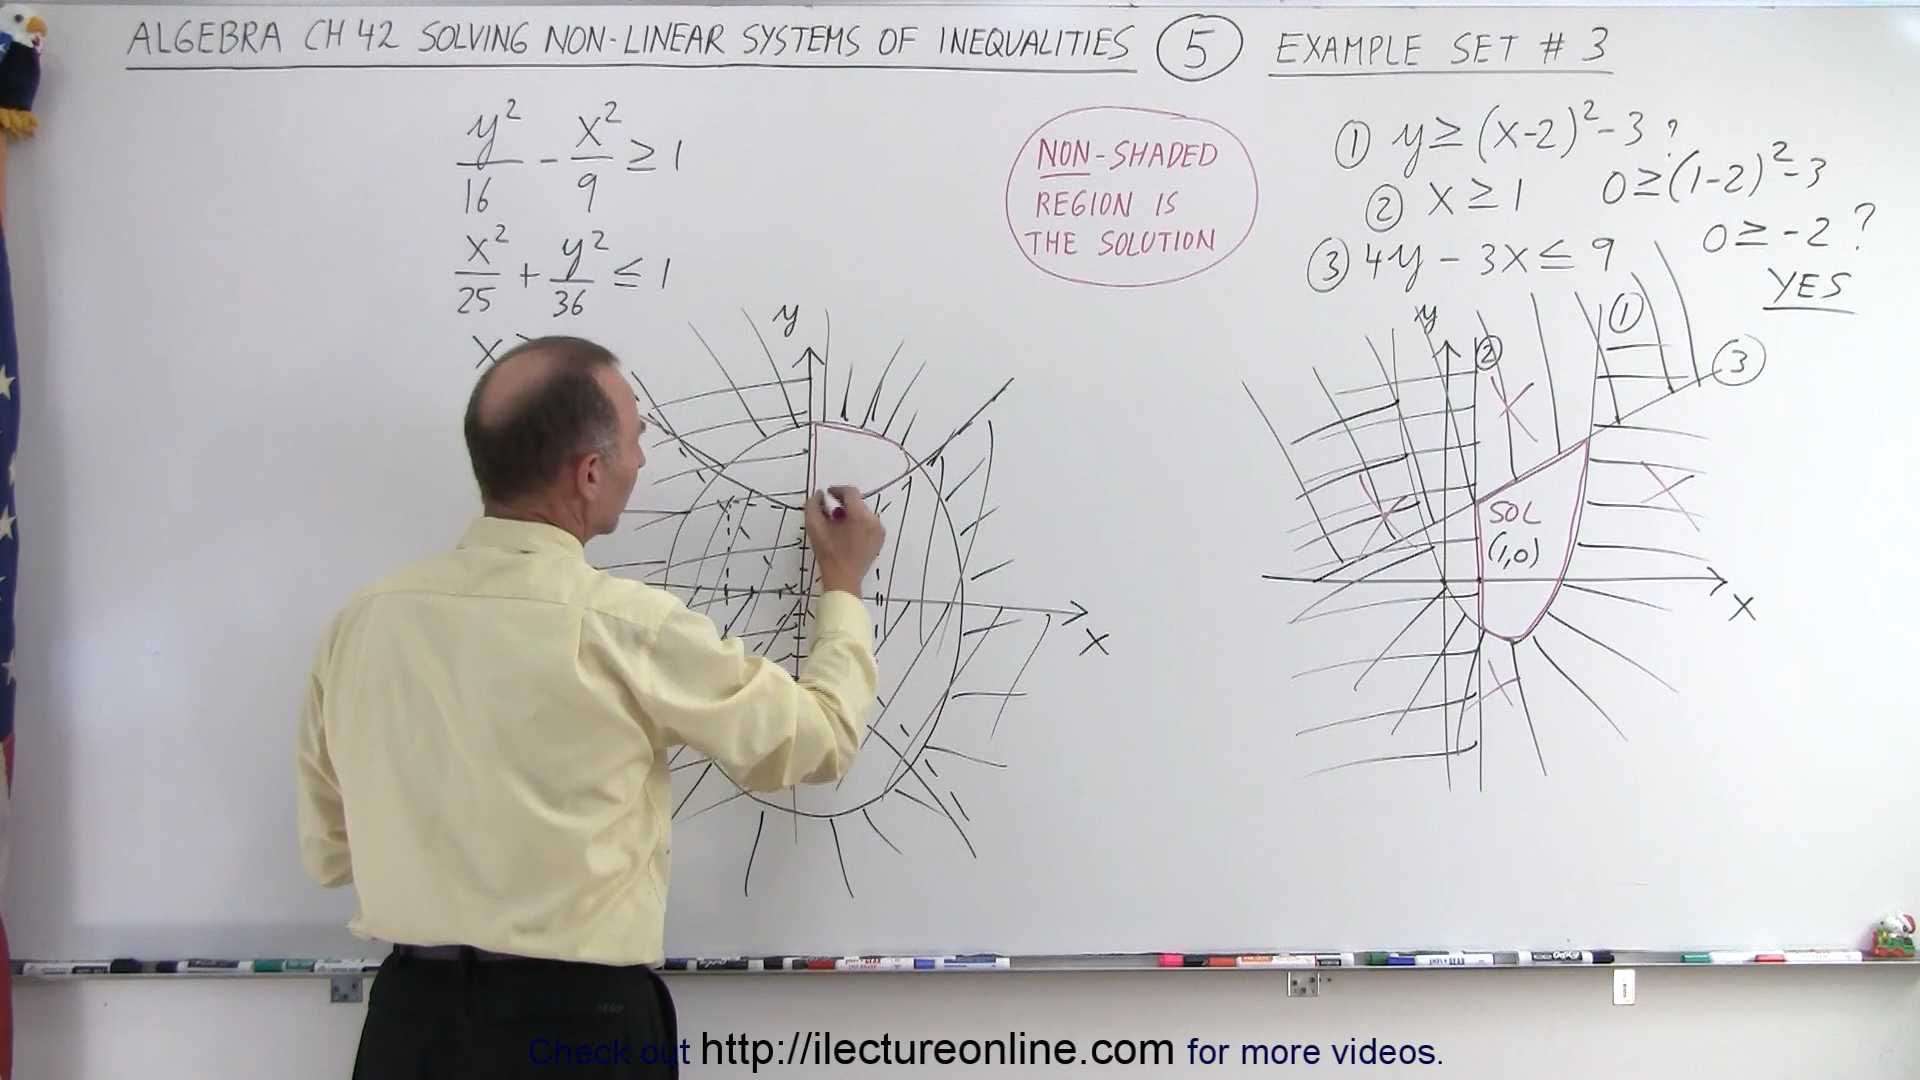 ALGEBRA CH 42 SOLVING NON-LINEAR SYSTEMS OF INEQUALITIES ⑤ EXAMPLE SET # 3
y²/16 - x²/9 ≥ 1
x²/25 + y²/36 ≤ 1
x
NON-SHADED
REGION IS
THE SOLUTION
① y ≥ (x-2)² - 3
② x ≥ 1
③ 4y - 3x ≤ 9
?
0 ≥ (1-2)² - 3
0 ≥ -2 ?
YES
y
x
y
②
①
③
SOL
(1,0)
x
Check out http://ilectureonline.com for more videos.